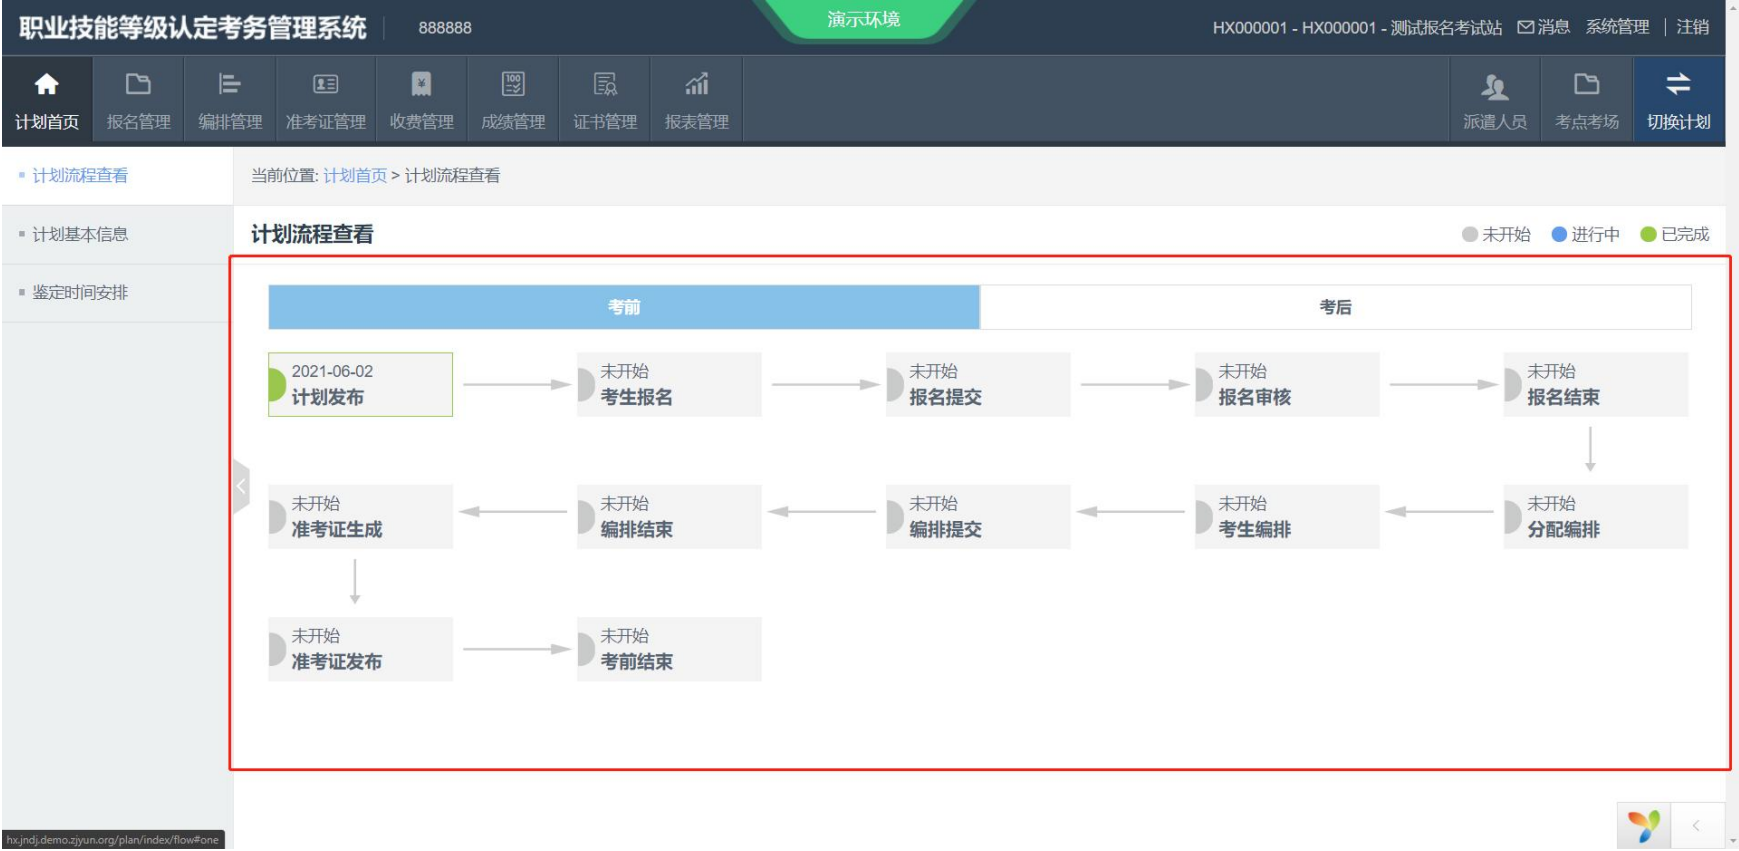 职业技能等级认定考务管理系统 888888 演示环境 HX000001 - HX000001 - 测试报名考试站 消息 系统管理 | 注销
计划首页 报名管理 编排管理 准考证管理 收费管理 成绩管理 证书管理 报表管理 派遣人员 考点考场 切换计划
计划流程查看
计划基本信息
鉴定时间安排
当前位置: 计划首页 > 计划流程查看
计划流程查看 未开始 进行中 已完成
考前 考后
2021-06-02 未开始 未开始 未开始 未开始
计划发布 考生报名 报名提交 报名审核 报名结束
未开始 未开始 未开始 未开始 未开始
准考证生成 编排结束 编排提交 考生编排 分配编排
未开始 未开始
准考证发布 考前结束
hx.jndj.demo.zjyun.org/plan/index/flow#one